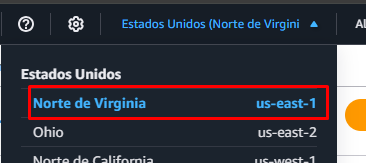 Estados Unidos (Norte de Virgini
Estados Unidos
Norte de Virginia us-east-1
Ohio us-east-2
Norte de California us-west-1